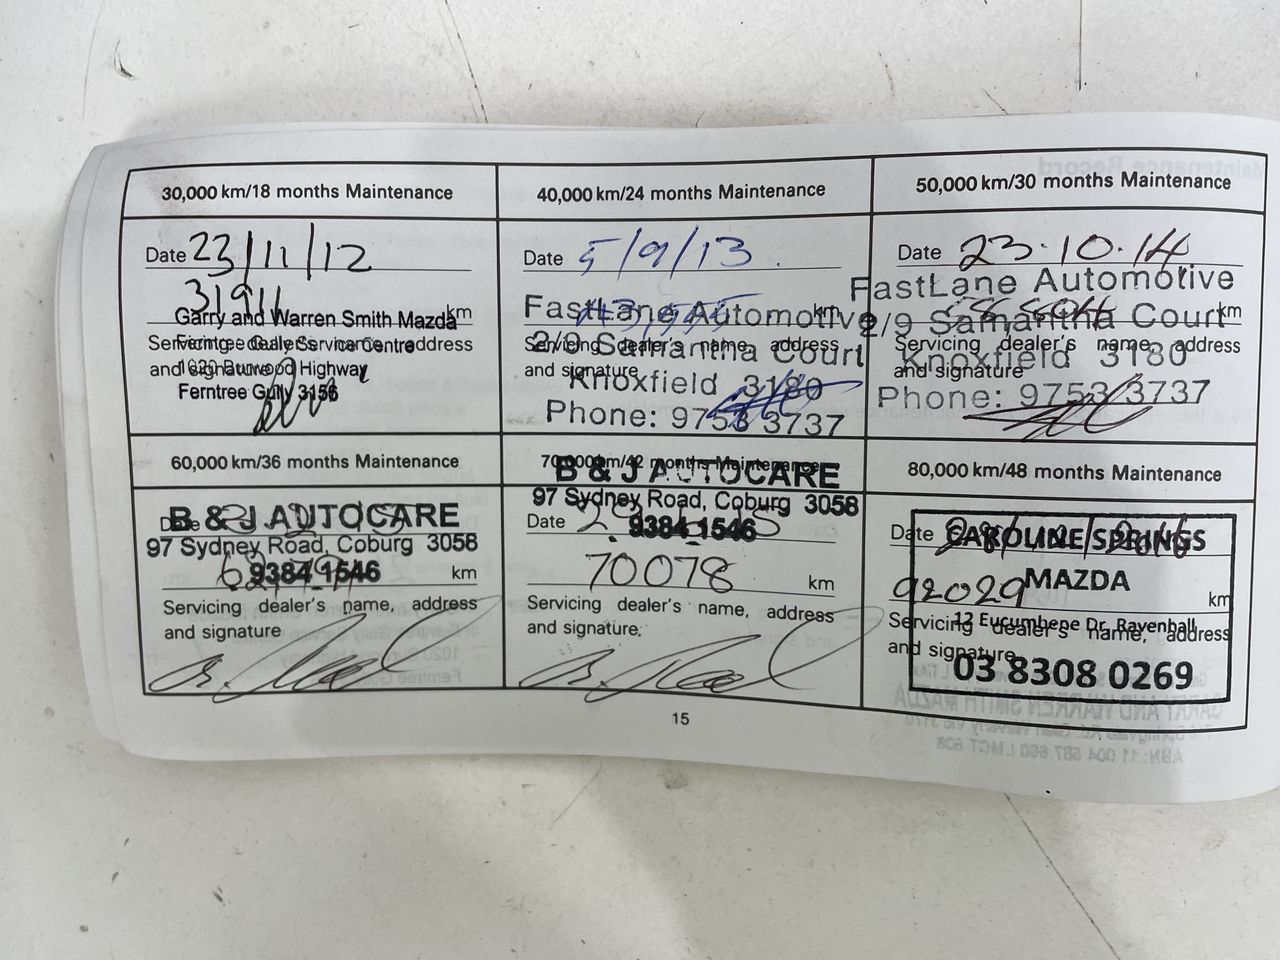 30,000 km/18 months Maintenance
Date 23/11/12
31911 km
Garry and Warren Smith Mazda
Servicing dealer's name, address
Ferntree Gully Service Centre
and signature
1020 Burwood Highway
Ferntree Gully 3156
40,000 km/24 months Maintenance
Date 5/9/13
km
FastLane Automotive
Servicing dealer's name, address
2/9 Samantha Court
and signature
Knoxfield 3180
Phone: 9753 3737
50,000 km/30 months Maintenance
Date 23.10.14
FastLane Automotive
km
2/9 Samantha Court
Servicing dealer's name, address
Knoxfield 3180
and signature
Phone: 9753 3737
60,000 km/36 months Maintenance
B & J AUTOCARE
Date
97 Sydney Road, Coburg 3058
9384 1546
km
Servicing dealer's name, address
and signature
70,000 km/42 months Maintenance
B & J AUTOCARE
97 Sydney Road, Coburg 3058
Date
9384 1546
70078 km
Servicing dealer's name, address
and signature
80,000 km/48 months Maintenance
Date
CAROLINE SPRINGS
MAZDA
92029 km
12 Eucumbene Dr, Ravenhall
Servicing dealer's name, address
and signature
03 8308 0269
15